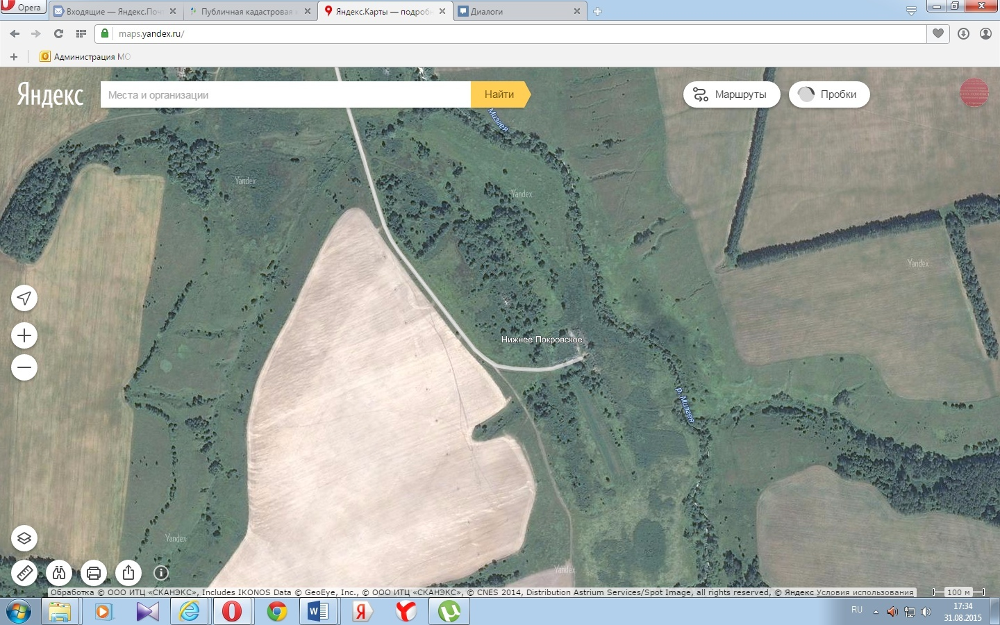 Opera
Входящие — Яндекс.Поч
Публичная кадастровая
Яндекс.Карты — подробн
Диалоги
maps.yandex.ru/
Администрация МО
Яндекс
Места и организации
Найти
Маршруты
Пробки
Мизгея
Yandex
Yandex
Yandex
Нижнее Покровское
р. Мизгея
Yandex
Yandex
Обработка © ООО ИТЦ «СКАНЭКС», Includes IKONOS Data © GeoEye, Inc., © ООО ИТЦ «СКАНЭКС», © CNES 2014, Distribution Astrium Services/Spot Image, all rights reserved, © Яндекс Условия использования
100 м
RU
17:34
31.08.2015